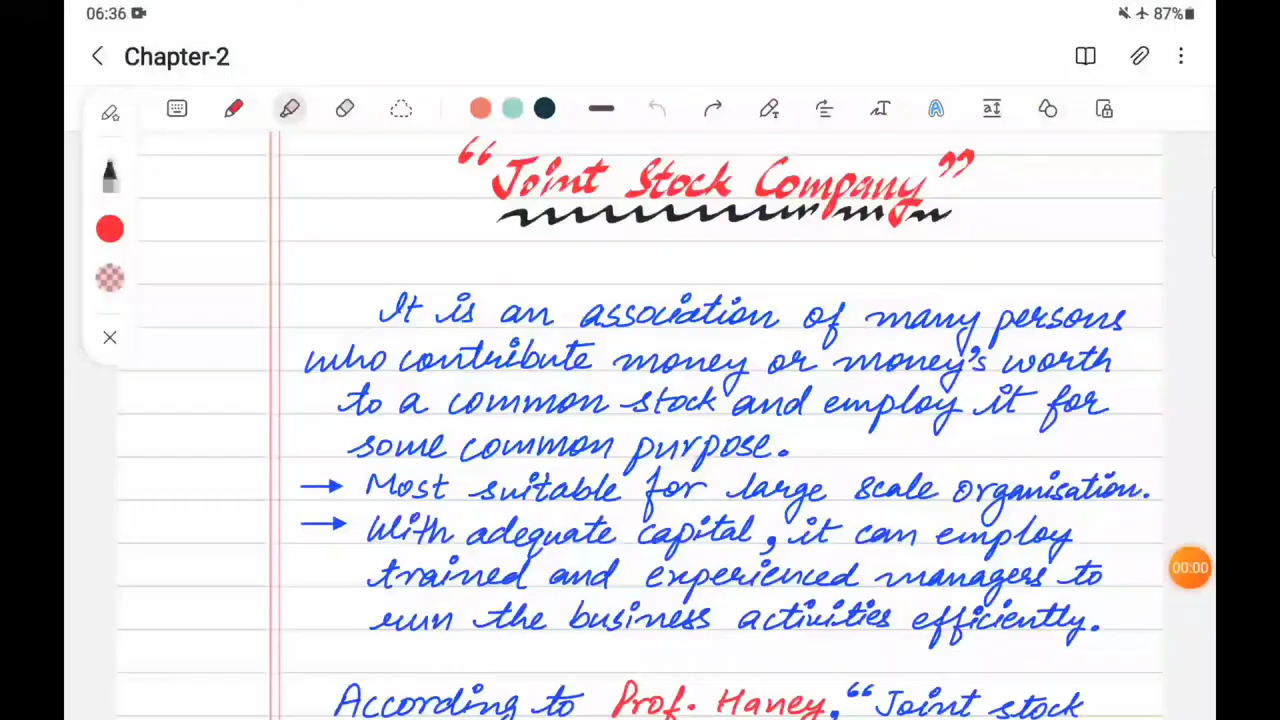 06:36
87%
Chapter-2
"Joint Stock Company"
It is an association of many persons
who contribute money or money's worth
to a common stock and employ it for
some common purpose.
→ Most suitable for large scale organisation.
→ With adequate capital, it can employ
trained and experienced managers to
run the business activities efficiently.
00:00
According to Prof. Haney, "Joint stock